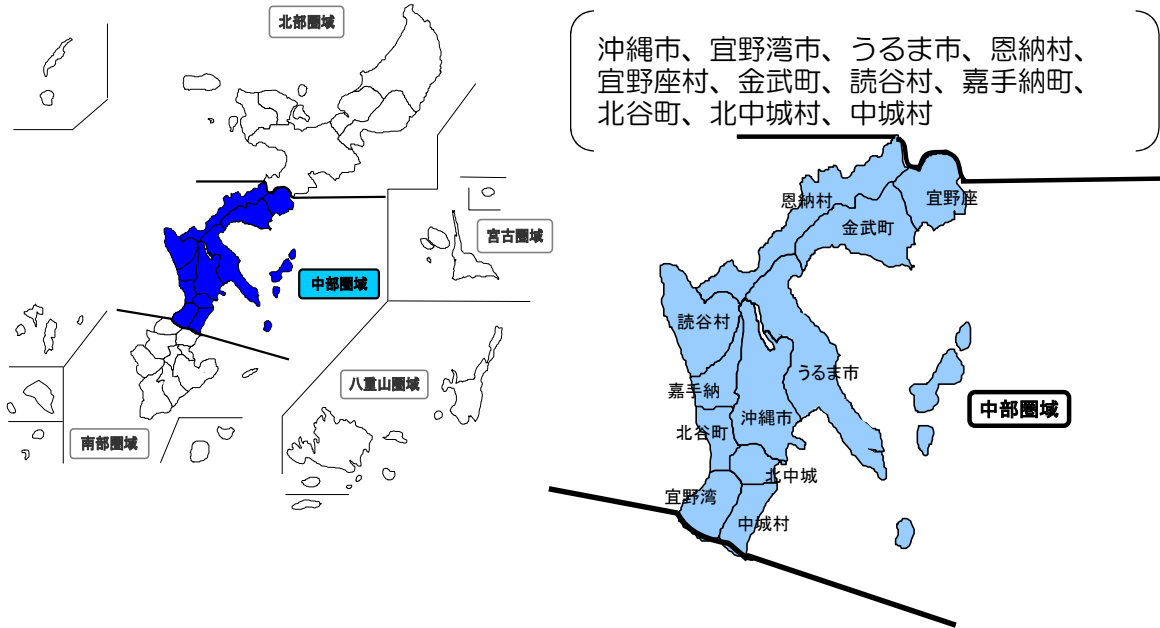 北部圏域
宮古圏域
中部圏域
八重山圏域
南部圏域
沖縄市、宜野湾市、うるま市、恩納村、
宜野座村、金武町、読谷村、嘉手納町、
北谷町、北中城村、中城村
恩納村
宜野座
金武町
読谷村
うるま市
嘉手納
沖縄市
中部圏域
北谷町
北中城
宜野湾
中城村